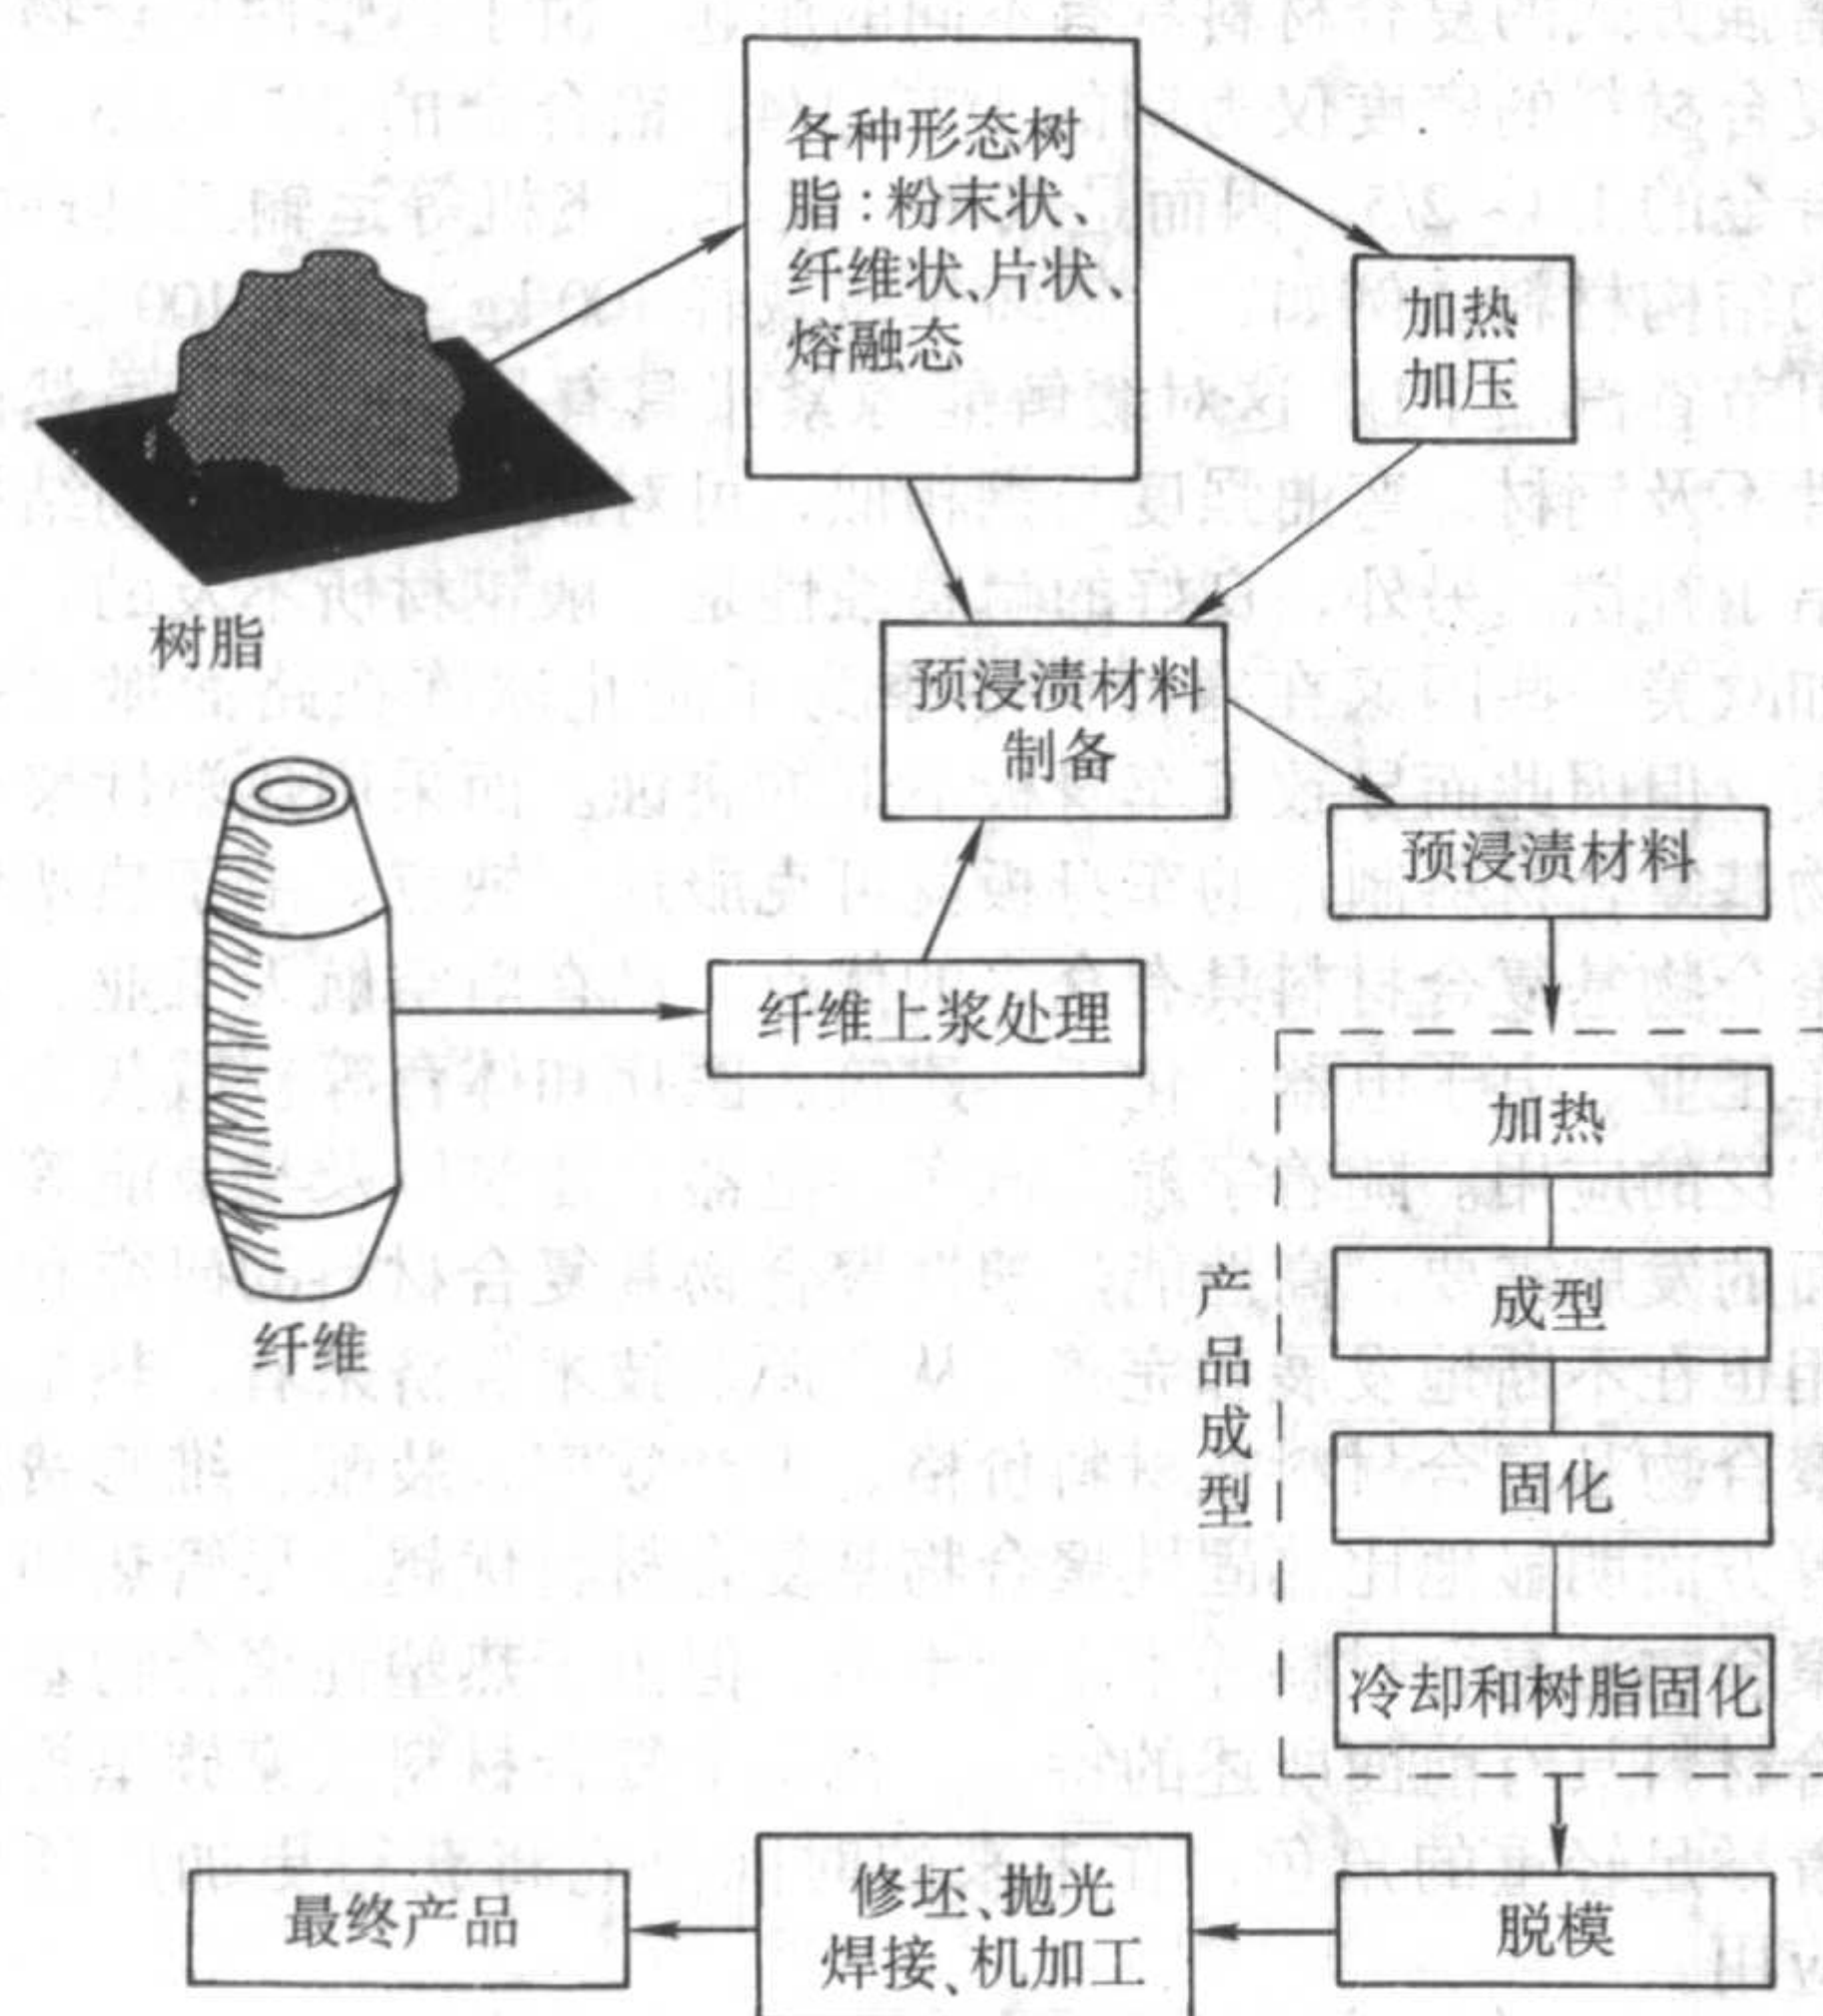 各种形态树
脂：粉末状、
纤维状、片状、
熔融态
加热
加压
树脂
预浸渍材料
制备
预浸渍材料
纤维上浆处理
纤维
产品成型
加热
成型
固化
冷却和树脂固化
脱模
修坯、抛光
焊接、机加工
最终产品